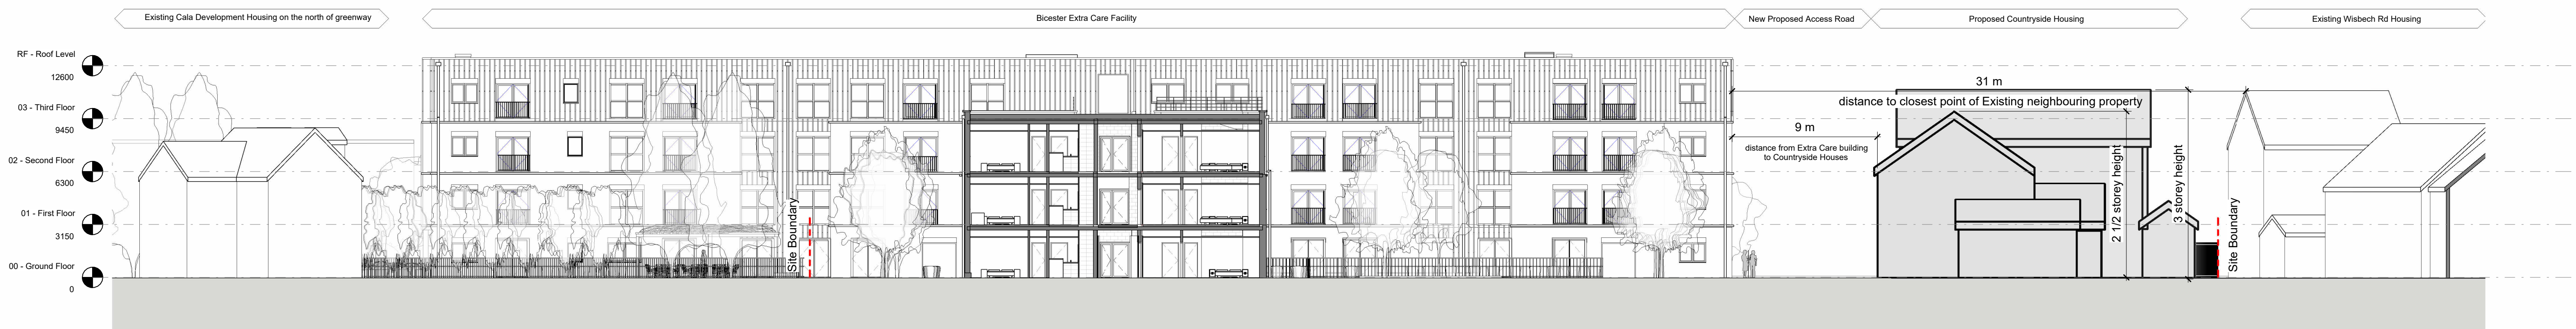 Existing Cala Development Housing on the north of greenway
Bicester Extra Care Facility
New Proposed Access Road
Proposed Countryside Housing
Existing Wisbech Rd Housing
RF - Roof Level
12600
03 - Third Floor
9450
02 - Second Floor
6300
01 - First Floor
3150
00 - Ground Floor
0
Site Boundary
31 m
distance to closest point of Existing neighbouring property
9 m
distance from Extra Care building
to Countryside Houses
2 1/2 storey height
3 storey height
Site Boundary